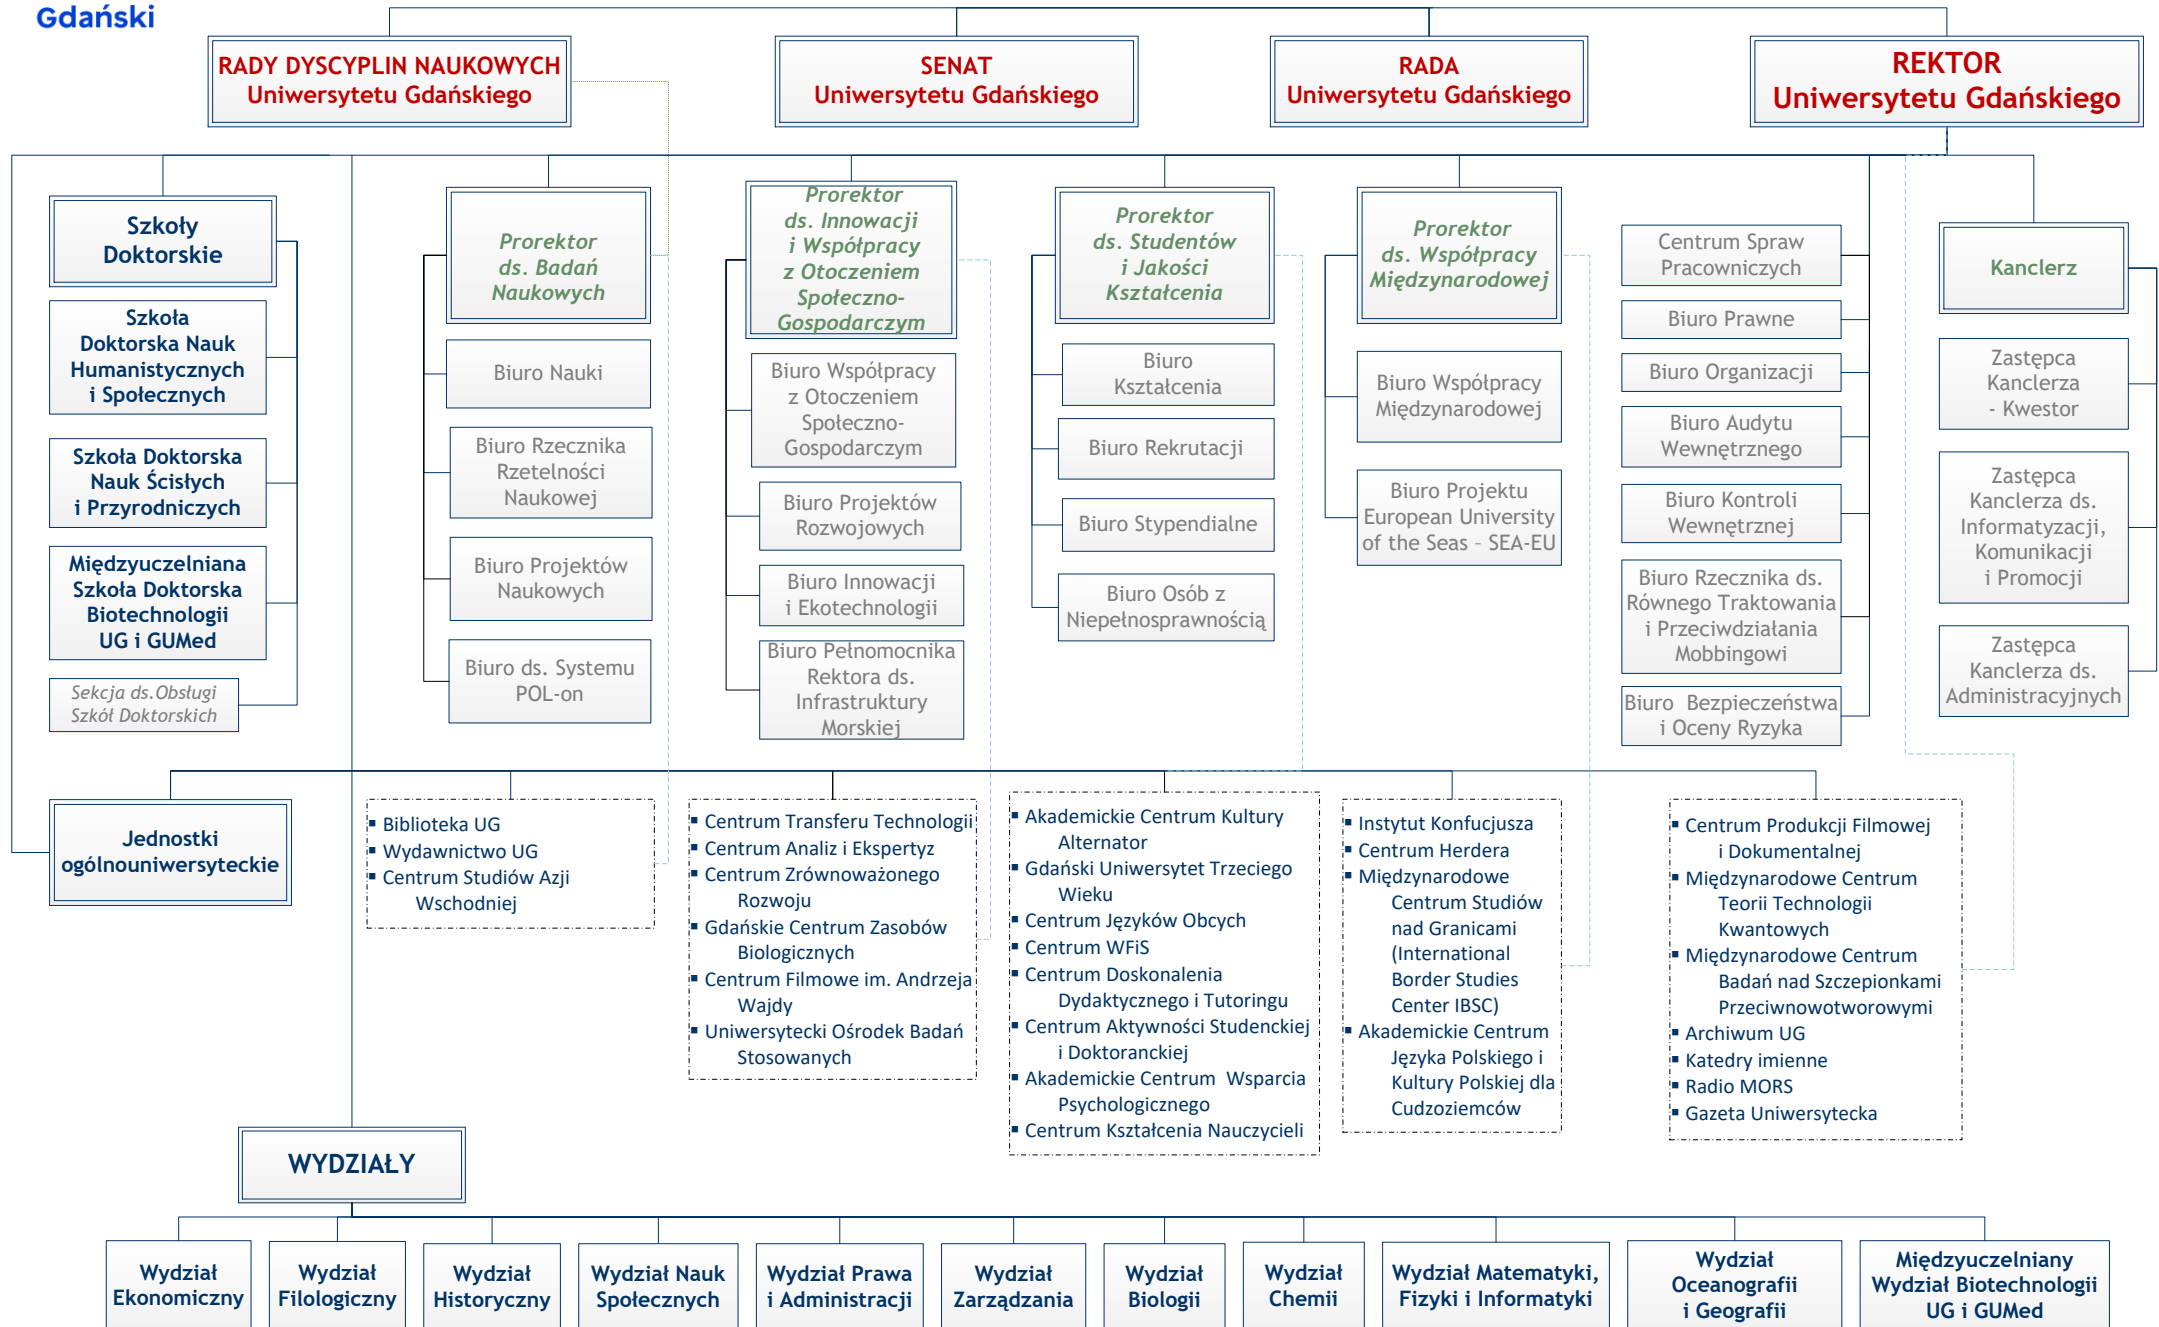 Gdański
RADY DYSCYPLIN NAUKOWYCH
Uniwersytetu Gdańskiego
SENAT
Uniwersytetu Gdańskiego
RADA
Uniwersytetu Gdańskiego
REKTOR
Uniwersytetu Gdańskiego
Szkoły
Doktorskie
Szkoła
Doktorska Nauk
Humanistycznych
i Społecznych
Szkoła Doktorska
Nauk Ścisłych
i Przyrodniczych
Międzyuczelniana
Szkoła Doktorska
Biotechnologii
UG i GUMed
Sekcja ds.Obsługi
Szkół Doktorskich
Prorektor
ds. Badań
Naukowych
Biuro Nauki
Biuro Rzecznika
Rzetelności
Naukowej
Biuro Projektów
Naukowych
Biuro ds. Systemu
POL-on
Prorektor
ds. Innowacji
i Współpracy
z Otoczeniem
Społeczno-
Gospodarczym
Biuro Współpracy
z Otoczeniem
Społeczno-
Gospodarczym
Biuro Projektów
Rozwojowych
Biuro Innowacji
i Ekotechnologii
Biuro Pełnomocnika
Rektora ds.
Infrastruktury
Morskiej
Prorektor
ds. Studentów
i Jakości
Kształcenia
Biuro
Kształcenia
Biuro Rekrutacji
Biuro Stypendialne
Biuro Osób z
Niepełnosprawnością
Prorektor
ds. Współpracy
Międzynarodowej
Biuro Współpracy
Międzynarodowej
Biuro Projektu
European University
of the Seas – SEA-EU
Centrum Spraw
Pracowniczych
Biuro Prawne
Biuro Organizacji
Biuro Audytu
Wewnętrznego
Biuro Kontroli
Wewnętrznej
Biuro Rzecznika ds.
Równego Traktowania
i Przeciwdziałania
Mobbingowi
Biuro Bezpieczeństwa
i Oceny Ryzyka
Kanclerz
Zastępca
Kanclerza
- Kwestor
Zastępca
Kanclerza ds.
Informatyzacji,
Komunikacji
i Promocji
Zastępca
Kanclerza ds.
Administracyjnych
Jednostki
ogólnouniwersyteckie
▪ Biblioteka UG
▪ Wydawnictwo UG
▪ Centrum Studiów Azji
Wschodniej
▪ Centrum Transferu Technologii
▪ Centrum Analiz i Ekspertyz
▪ Centrum Zrównoważonego
Rozwoju
▪ Gdańskie Centrum Zasobów
Biologicznych
▪ Centrum Filmowe im. Andrzeja
Wajdy
▪ Uniwersytecki Ośrodek Badań
Stosowanych
▪ Akademickie Centrum Kultury
Alternator
▪ Gdański Uniwersytet Trzeciego
Wieku
▪ Centrum Języków Obcych
▪ Centrum WFiS
▪ Centrum Doskonalenia
Dydaktycznego i Tutoringu
▪ Centrum Aktywności Studenckiej
i Doktoranckiej
▪ Akademickie Centrum Wsparcia
Psychologicznego
▪ Centrum Kształcenia Nauczycieli
▪ Instytut Konfucjusza
▪ Centrum Herdera
▪ Międzynarodowe
Centrum Studiów
nad Granicami
(International
Border Studies
Center IBSC)
▪ Akademickie Centrum
Języka Polskiego i
Kultury Polskiej dla
Cudzoziemców
▪ Centrum Produkcji Filmowej
i Dokumentalnej
▪ Międzynarodowe Centrum
Teorii Technologii
Kwantowych
▪ Międzynarodowe Centrum
Badań nad Szczepionkami
Przeciwnowotworowymi
▪ Archiwum UG
▪ Katedry imienne
▪ Radio MORS
▪ Gazeta Uniwersytecka
WYDZIAŁY
Wydział
Ekonomiczny
Wydział
Filologiczny
Wydział
Historyczny
Wydział Nauk
Społecznych
Wydział Prawa
i Administracji
Wydział
Zarządzania
Wydział
Biologii
Wydział
Chemii
Wydział Matematyki,
Fizyki i Informatyki
Wydział
Oceanografii
i Geografii
Międzyuczelniany
Wydział Biotechnologii
UG i GUMed